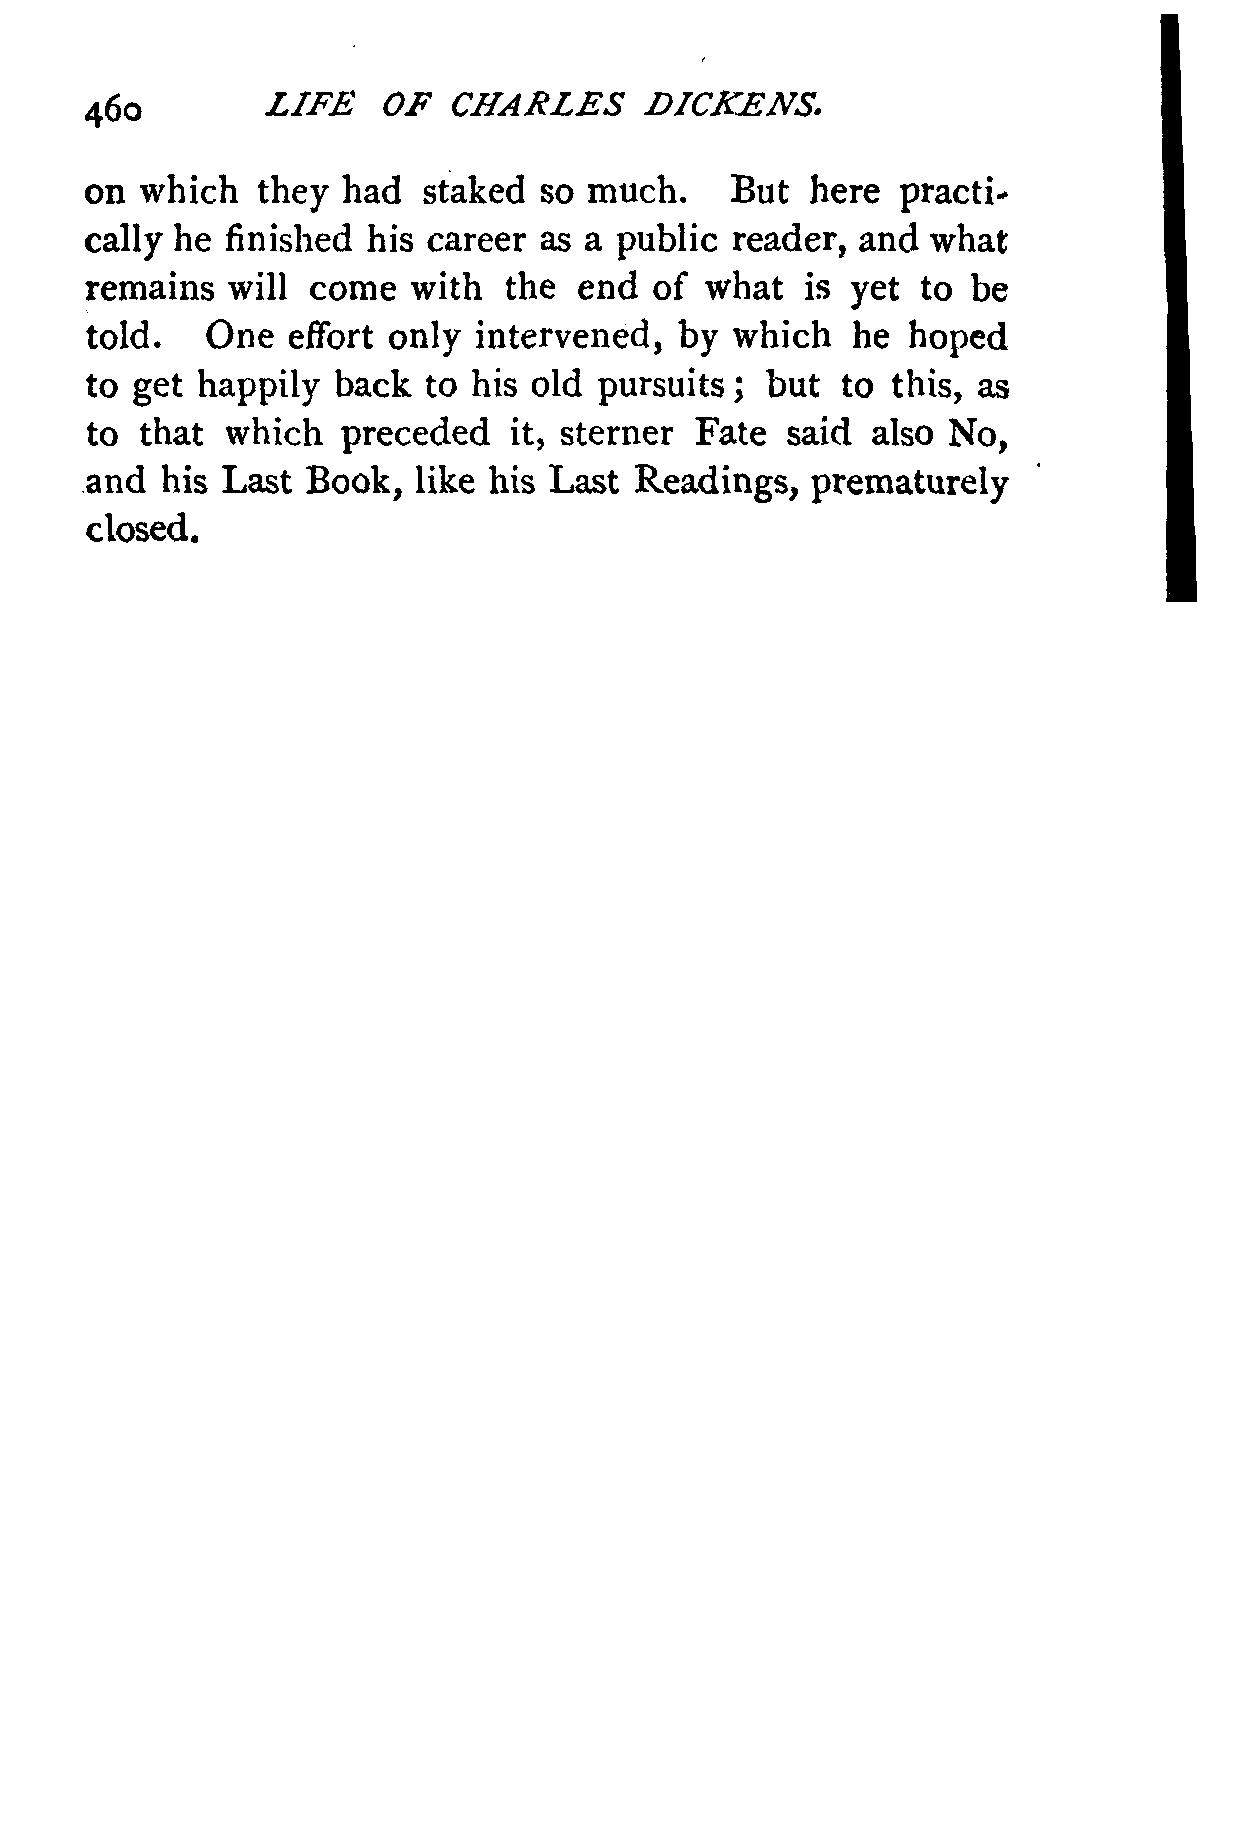 460 LIFE OF CHARLES DICKENS.
on which they had staked so much. But here practi-
cally he finished his career as a public reader, and what
remains will come with the end of what is yet to be
told. One effort only intervened, by which he hoped
to get happily back to his old pursuits; but to this, as
to that which preceded it, sterner Fate said also No,
and his Last Book, like his Last Readings, prematurely
closed.